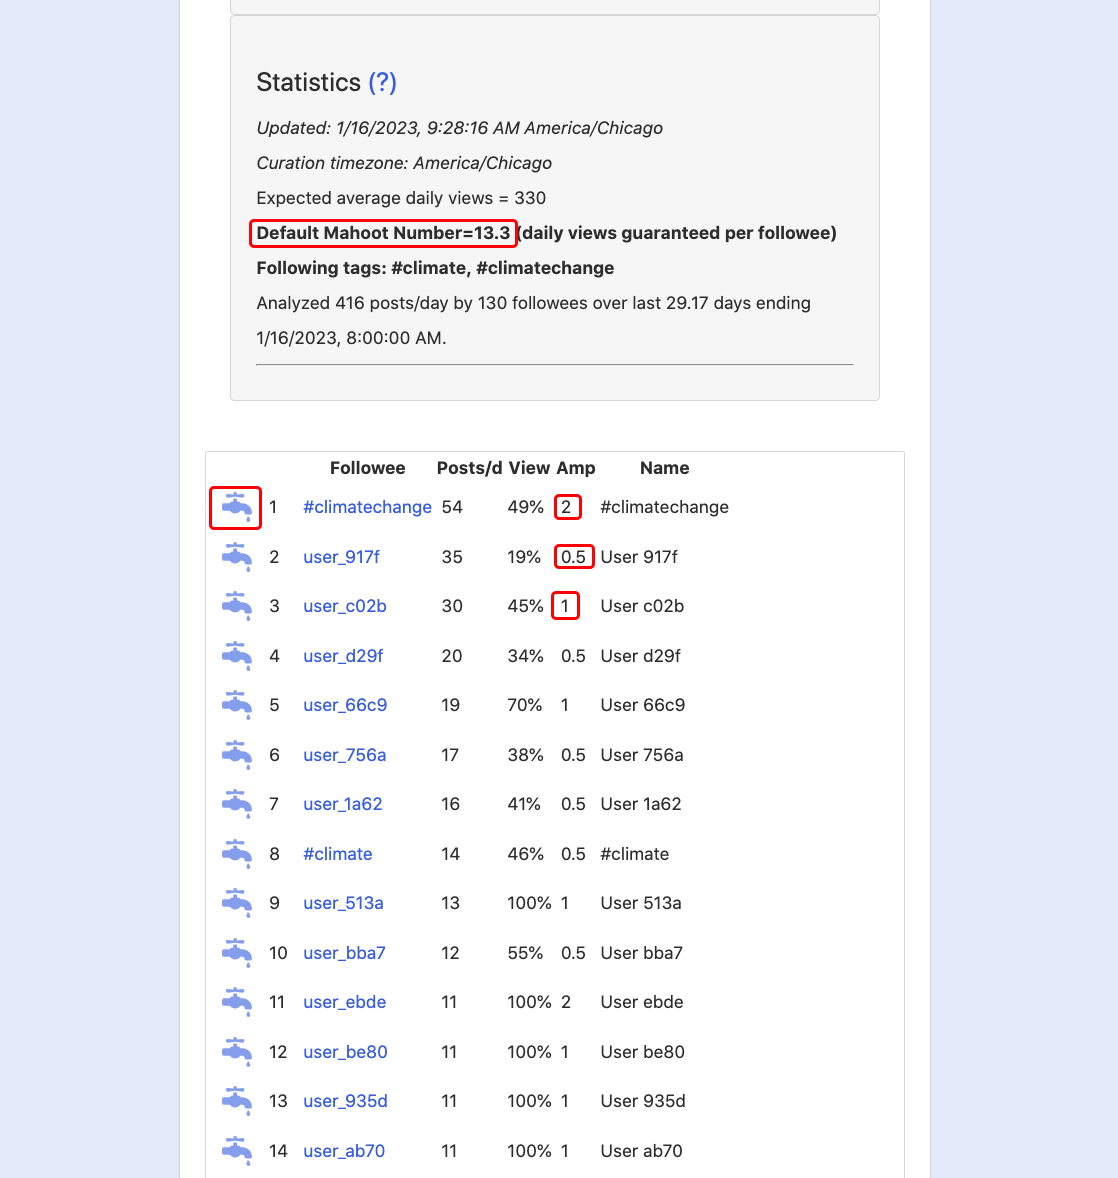 Statistics (?)
Updated: 1/16/2023, 9:28:16 AM America/Chicago
Curation timezone: America/Chicago
Expected average daily views = 330
Default Mahoot Number=13.3 (daily views guaranteed per followee)
Following tags: #climate, #climatechange
Analyzed 416 posts/day by 130 followees over last 29.17 days ending
1/16/2023, 8:00:00 AM.
Followee Posts/d View Amp Name
1 #climatechange 54 49% 2 #climatechange
2 user_917f 35 19% 0.5 User 917f
3 user_c02b 30 45% 1 User c02b
4 user_d29f 20 34% 0.5 User d29f
5 user_66c9 19 70% 1 User 66c9
6 user_756a 17 38% 0.5 User 756a
7 user_1a62 16 41% 0.5 User 1a62
8 #climate 14 46% 0.5 #climate
9 user_513a 13 100% 1 User 513a
10 user_bba7 12 55% 0.5 User bba7
11 user_ebde 11 100% 2 User ebde
12 user_be80 11 100% 1 User be80
13 user_935d 11 100% 1 User 935d
14 user_ab70 11 100% 1 User ab70